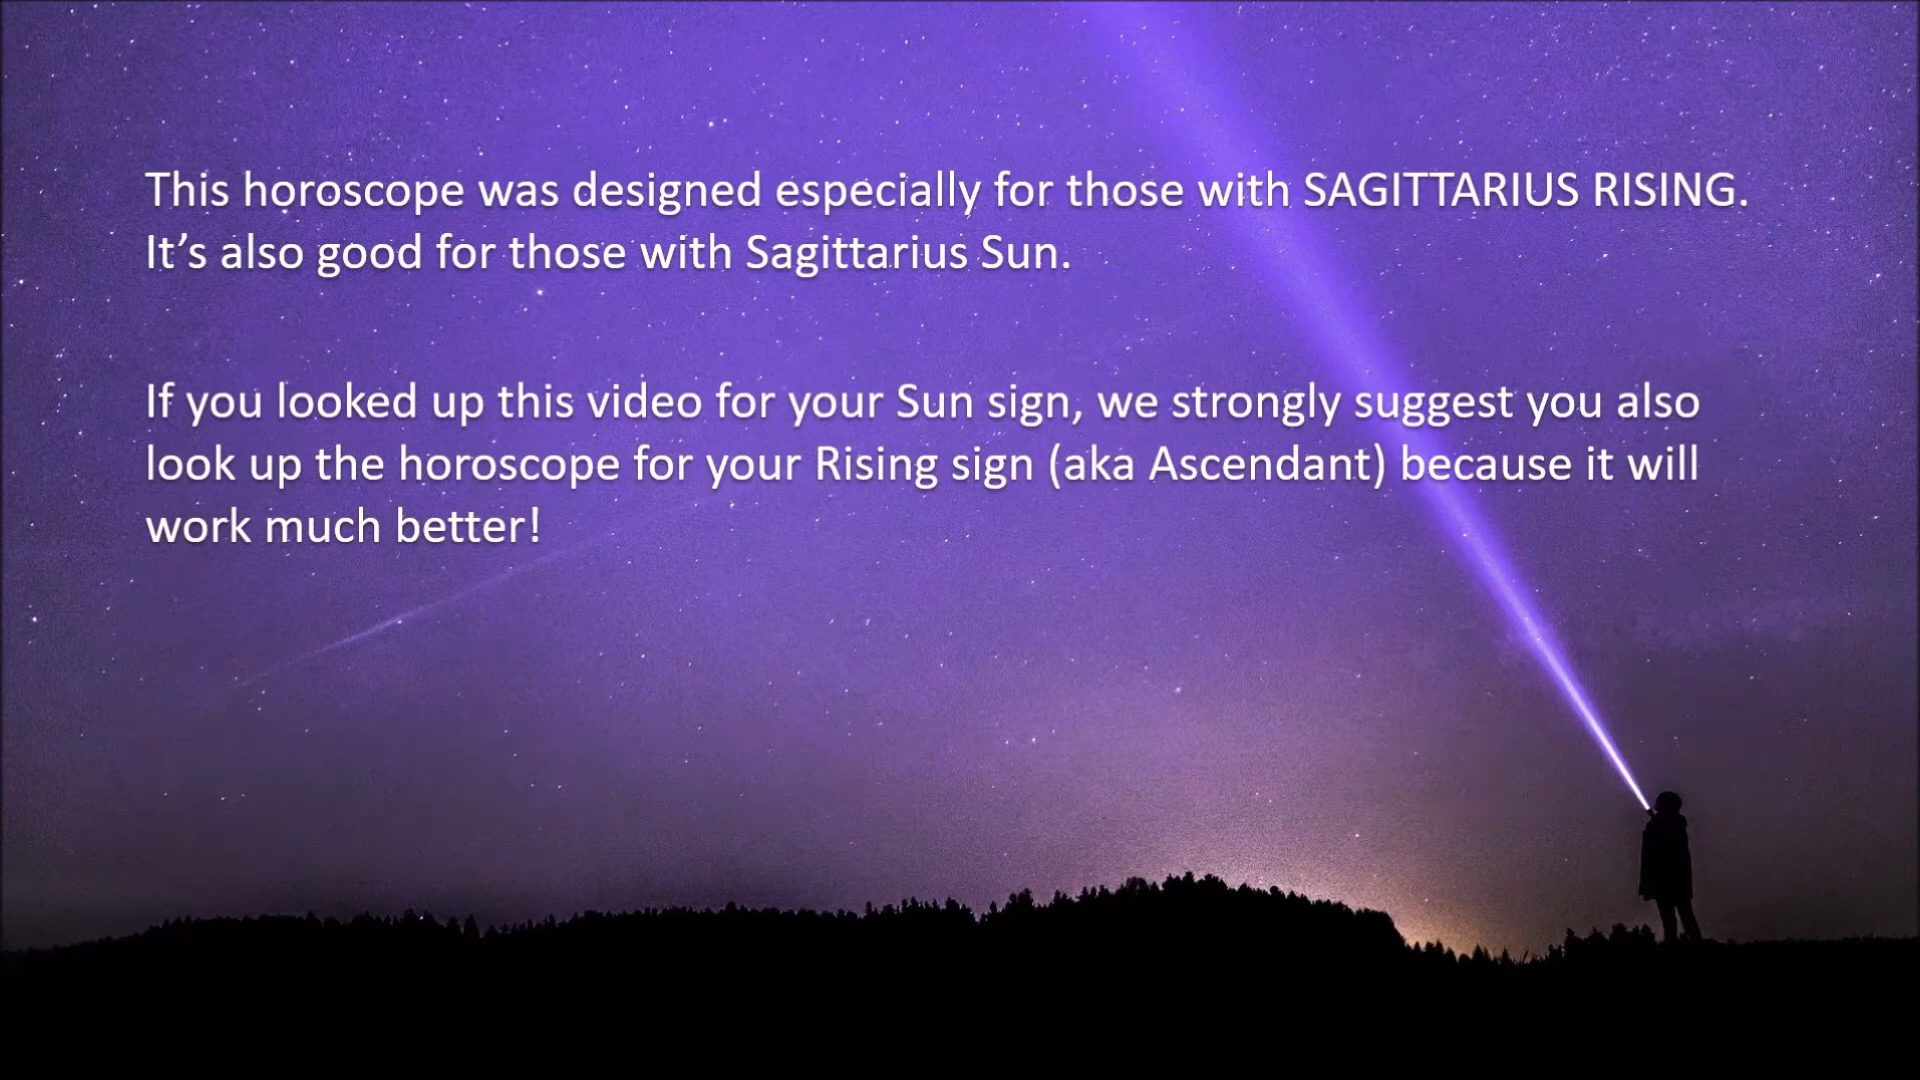 This horoscope was designed especially for those with SAGITTARIUS RISING.
It’s also good for those with Sagittarius Sun.
If you looked up this video for your Sun sign, we strongly suggest you also
look up the horoscope for your Rising sign (aka Ascendant) because it will
work much better!